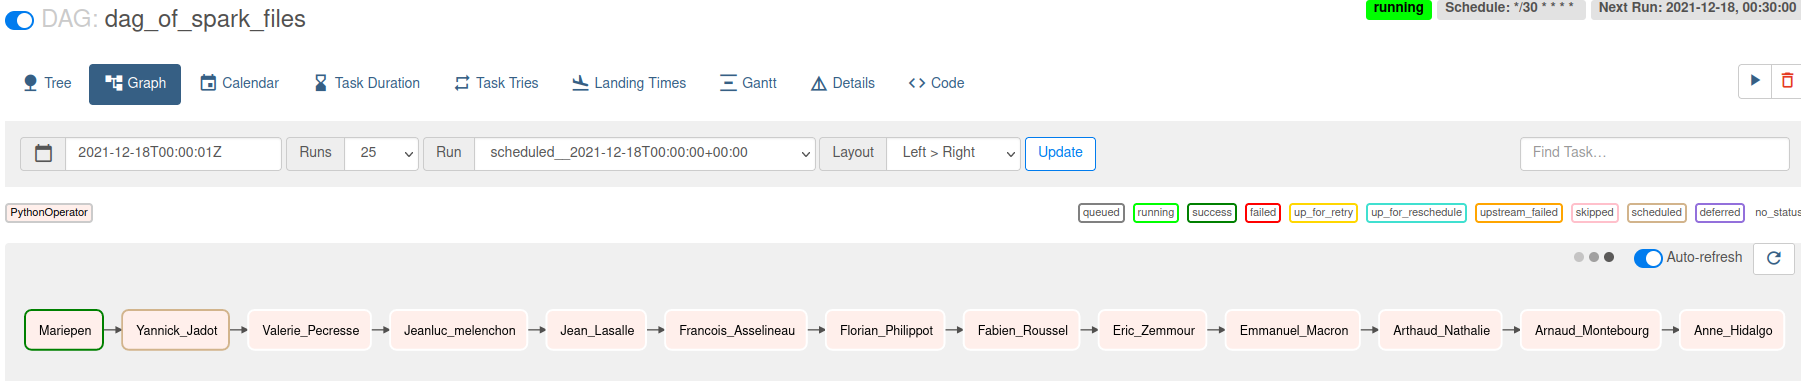 DAG: dag_of_spark_files
running Schedule: */30 * * * * Next Run: 2021-12-18, 00:30:00
Tree Graph Calendar Task Duration Task Tries Landing Times Gantt Details Code
2021-12-18T00:00:01Z Runs 25 Run scheduled__2021-12-18T00:00:00+00:00 Layout Left > Right Update Find Task...
PythonOperator queued running success failed up_for_retry up_for_reschedule upstream_failed skipped scheduled deferred no_status
Auto-refresh
Mariepen Yannick_Jadot Valerie_Pecresse Jeanluc_melenchon Jean_Lasalle Francois_Asselineau Florian_Philippot Fabien_Roussel Eric_Zemmour Emmanuel_Macron Arthaud_Nathalie Arnaud_Montebourg Anne_Hidalgo